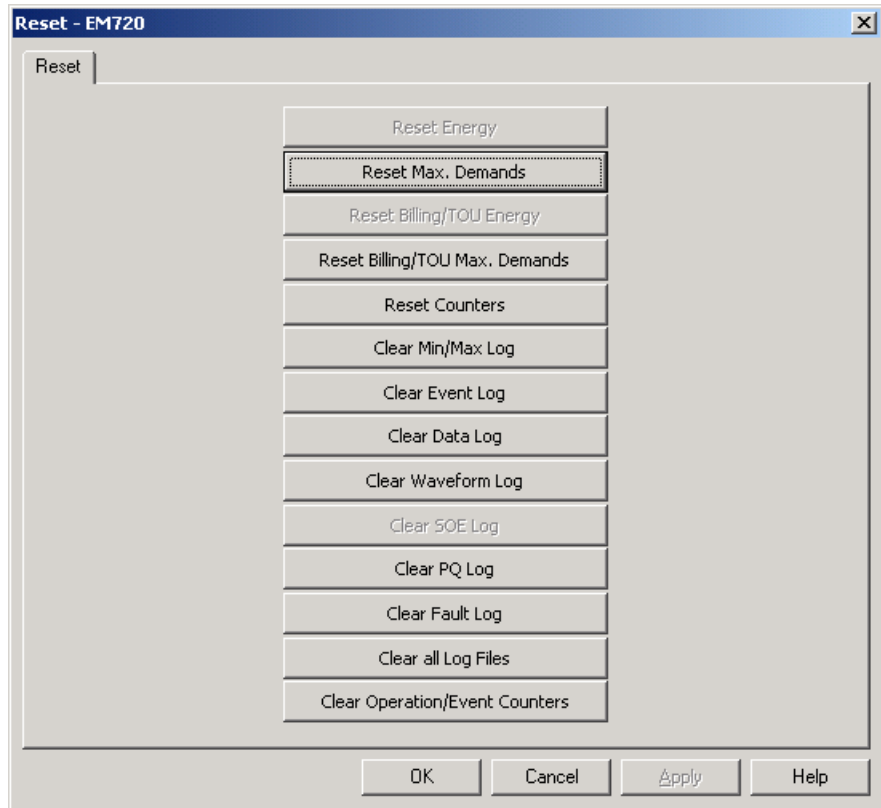 Reset - EM720
Reset
Reset Energy
Reset Max. Demands
Reset Billing/TOU Energy
Reset Billing/TOU Max. Demands
Reset Counters
Clear Min/Max Log
Clear Event Log
Clear Data Log
Clear Waveform Log
Clear SOE Log
Clear PQ Log
Clear Fault Log
Clear all Log Files
Clear Operation/Event Counters
OK Cancel Apply Help